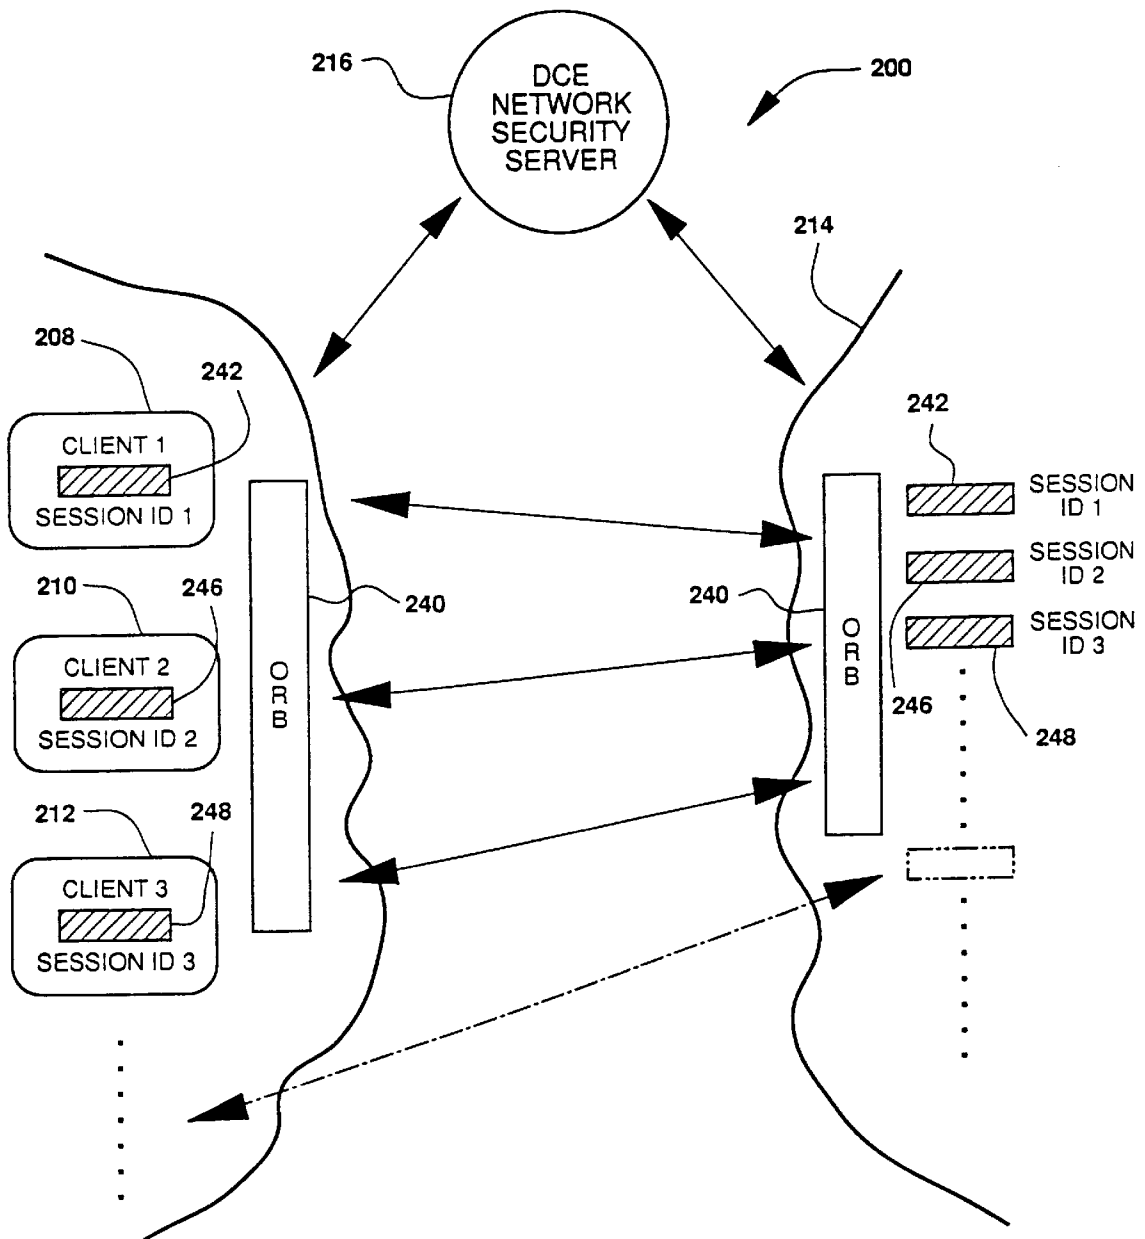 216
DCE
NETWORK
SECURITY
SERVER
200
214
208
242
CLIENT 1
SESSION ID 1
210
246
CLIENT 2
SESSION ID 2
212
248
CLIENT 3
SESSION ID 3
240
ORB
240
ORB
242
SESSION
ID 1
SESSION
ID 2
246
SESSION
ID 3
248